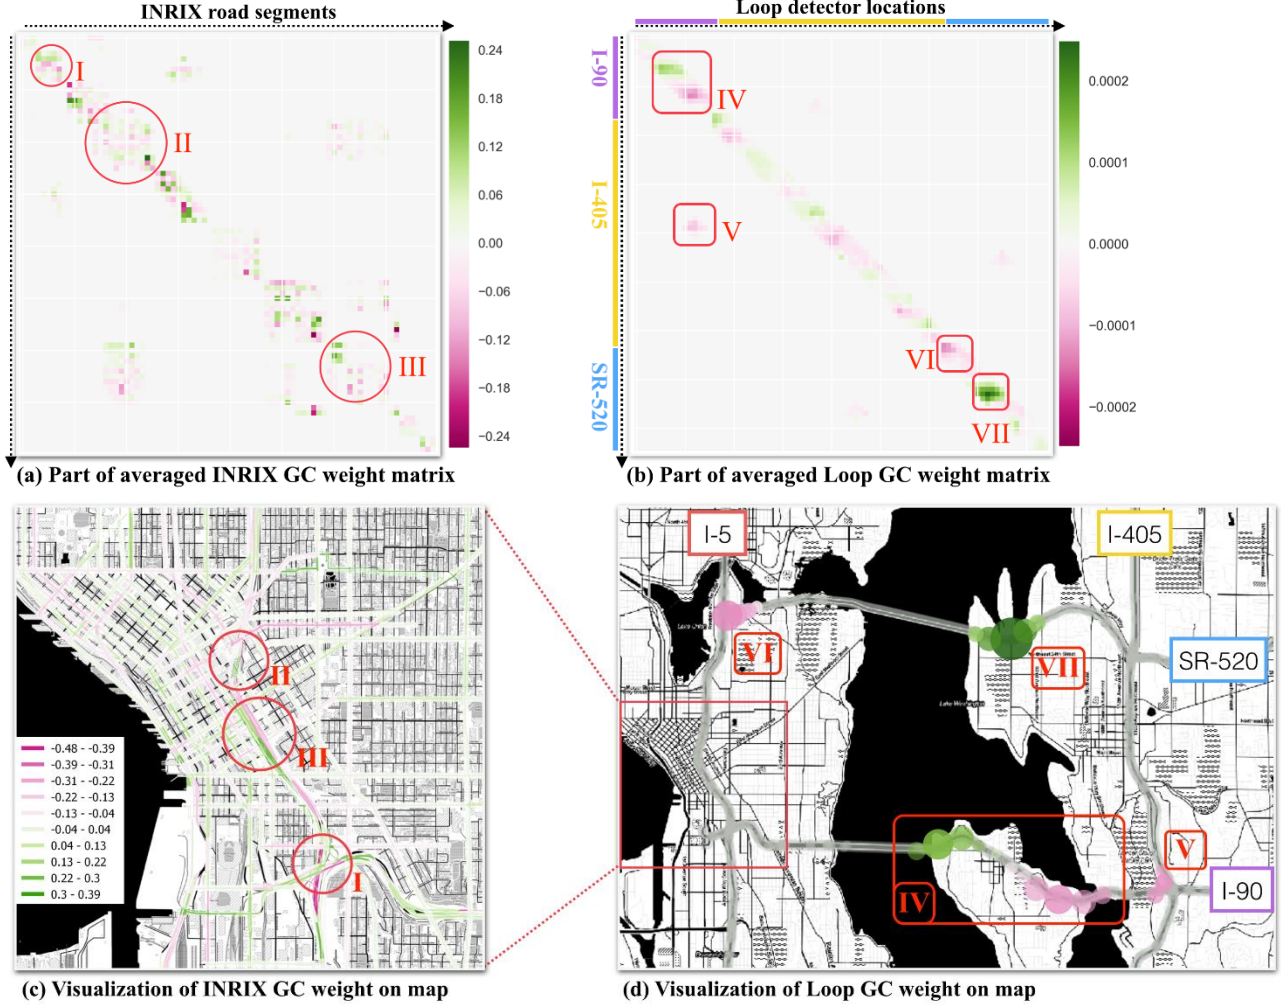 INRIX road segments
Loop detector locations
I-90
I-405
SR-520
I
II
III
IV
V
VI
VII
0.24
0.18
0.12
0.06
0.00
−0.06
−0.12
−0.18
−0.24
0.0002
0.0001
0.0000
−0.0001
−0.0002
(a) Part of averaged INRIX GC weight matrix
(b) Part of averaged Loop GC weight matrix
II
III
I
-0.48 - -0.39
-0.39 - -0.31
-0.31 - -0.22
-0.22 - -0.13
-0.13 - -0.04
-0.04 - 0.04
0.04 - 0.13
0.13 - 0.22
0.22 - 0.3
0.3 - 0.39
I-5
I-405
VI
VII
SR-520
Lake Washington
V
IV
I-90
(c) Visualization of INRIX GC weight on map
(d) Visualization of Loop GC weight on map